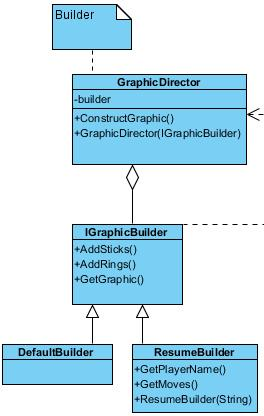 Builder
GraphicDirector
-builder
+ConstructGraphic()
+GraphicDirector(IGraphicBuilder)
IGraphicBuilder
+AddSticks()
+AddRings()
+GetGraphic()
DefaultBuilder
ResumeBuilder
+GetPlayerName()
+GetMoves()
+ResumeBuilder(String)